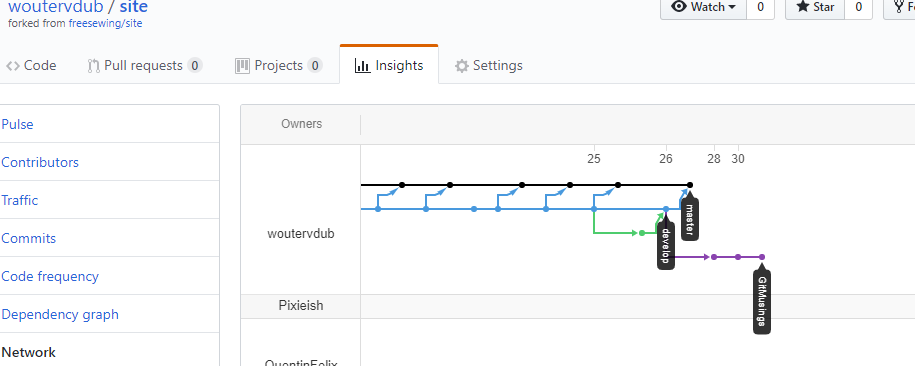 woutervdub / site
forked from freesewing/site
Watch 0 Star 0
Code Pull requests 0 Projects 0 Insights Settings
Pulse
Contributors
Traffic
Commits
Code frequency
Dependency graph
Network
Owners
25 26 28 30
woutervdub
master
develop
GitMusings
Pixieish
QuentinFelix